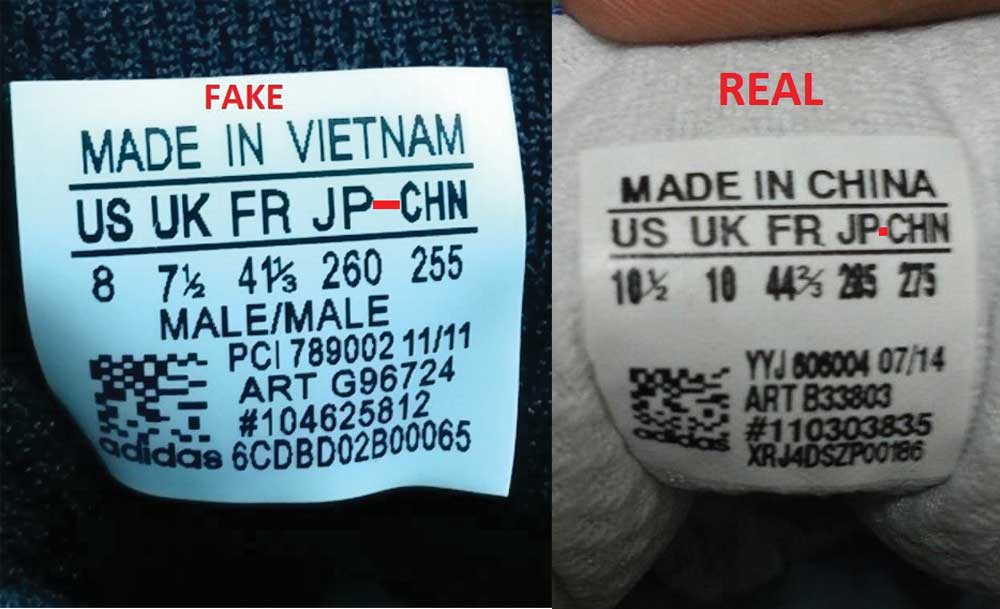 FAKE
MADE IN VIETNAM
US UK FR JP-CHN
8 7½ 41⅓ 260 255
MALE/MALE
PCI 789002 11/11
ART G96724
#104625812
adidas 6CDBD02B00065
REAL
MADE IN CHINA
US UK FR JP-CHN
10½ 10 44⅔ 285 275
YYJ 606004 07/14
ART B33803
#110303835
adidas XRJ4DSZP00186